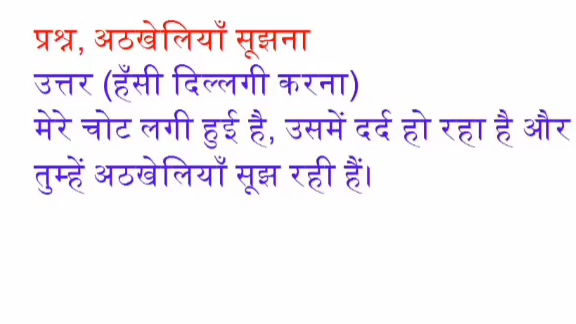 प्रश्न, अठखेलियाँ सूझना
उत्तर (हँसी दिल्लगी करना)
मेरे चोट लगी हुई है, उसमें दर्द हो रहा है और
तुम्हें अठखेलियाँ सूझ रही हैं।